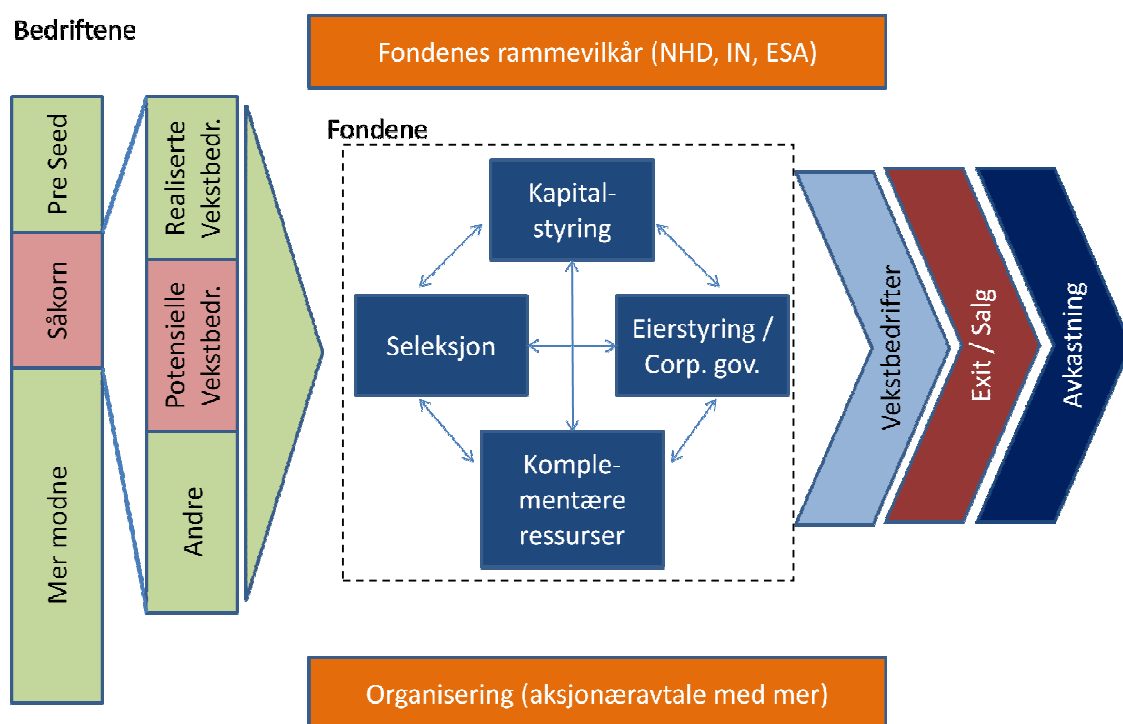 Bedriftene
Fondenes rammevilkår (NHD, IN, ESA)
Pre Seed
Såkorn
Mer modne
Realiserte
Vekstbedr.
Potensielle
Vekstbedr.
Andre
Fondene
Kapital-
styring
Seleksjon
Eierstyring /
Corp. gov.
Komple-
mentære
ressurser
Vekstbedrifter
Exit / Salg
Avkastning
Organisering (aksjonæravtale med mer)